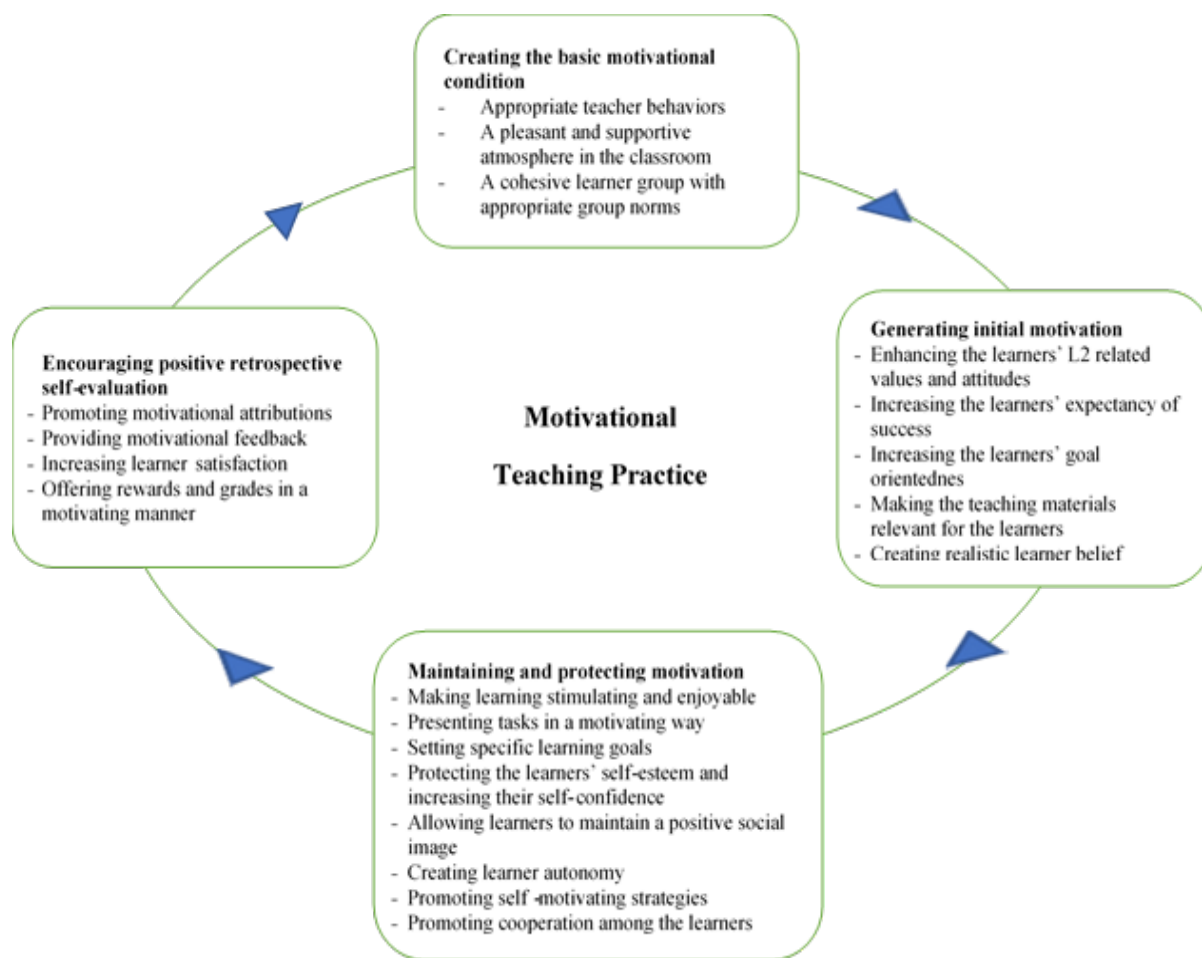 Creating the basic motivational
condition
- Appropriate teacher behaviors
- A pleasant and supportive
atmosphere in the classroom
- A cohesive learner group with
appropriate group norms
Generating initial motivation
- Enhancing the learners' L2 related
values and attitudes
- Increasing the learners' expectancy of
success
- Increasing the learners' goal
orientednes
- Making the teaching materials
relevant for the learners
- Creating realistic learner belief
Encouraging positive retrospective
self-evaluation
- Promoting motivational attributions
- Providing motivational feedback
- Increasing learner satisfaction
- Offering rewards and grades in a
motivating manner
Motivational
Teaching Practice
Maintaining and protecting motivation
- Making learning stimulating and enjoyable
- Presenting tasks in a motivating way
- Setting specific learning goals
- Protecting the learners' self-esteem and
increasing their self-confidence
- Allowing learners to maintain a positive social
image
- Creating learner autonomy
- Promoting self -motivating strategies
- Promoting cooperation among the learners